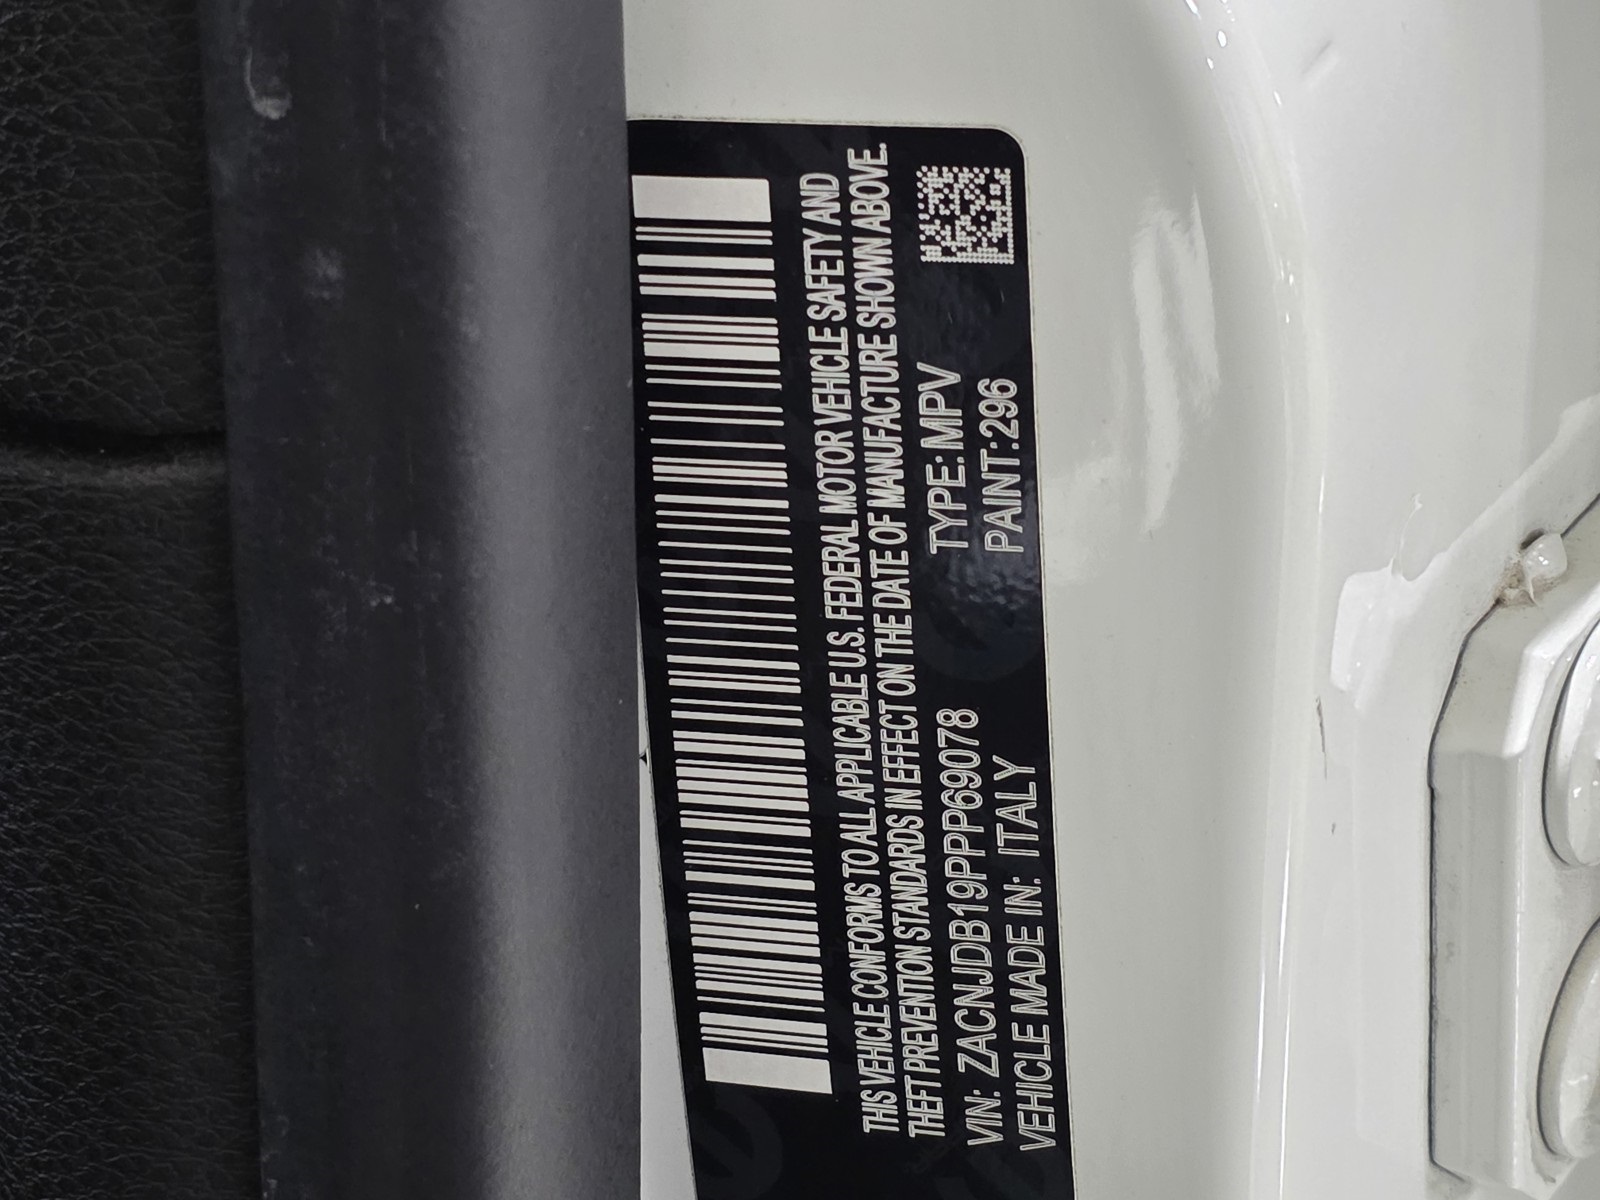 THIS VEHICLE CONFORMS TO ALL APPLICABLE U.S. FEDERAL MOTOR VEHICLE SAFETY AND
THEFT PREVENTION STANDARDS IN EFFECT ON THE DATE OF MANUFACTURE SHOWN ABOVE.
VIN: ZACNJDB19PPP69078 TYPE: MPV
VEHICLE MADE IN: ITALY PAINT: 296